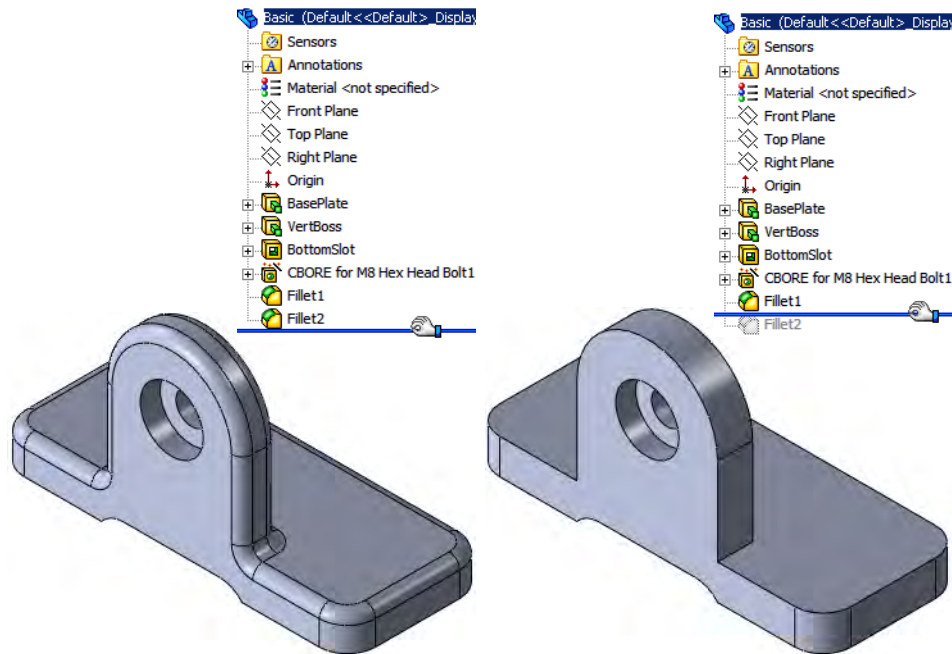 Basic (Default<<Default>_Display
Sensors
Annotations
Material <not specified>
Front Plane
Top Plane
Right Plane
Origin
BasePlate
VertBoss
BottomSlot
CBORE for M8 Hex Head Bolt1
Fillet1
Fillet2
Basic (Default<<Default>_Display
Sensors
Annotations
Material <not specified>
Front Plane
Top Plane
Right Plane
Origin
BasePlate
VertBoss
BottomSlot
CBORE for M8 Hex Head Bolt1
Fillet1
Fillet2